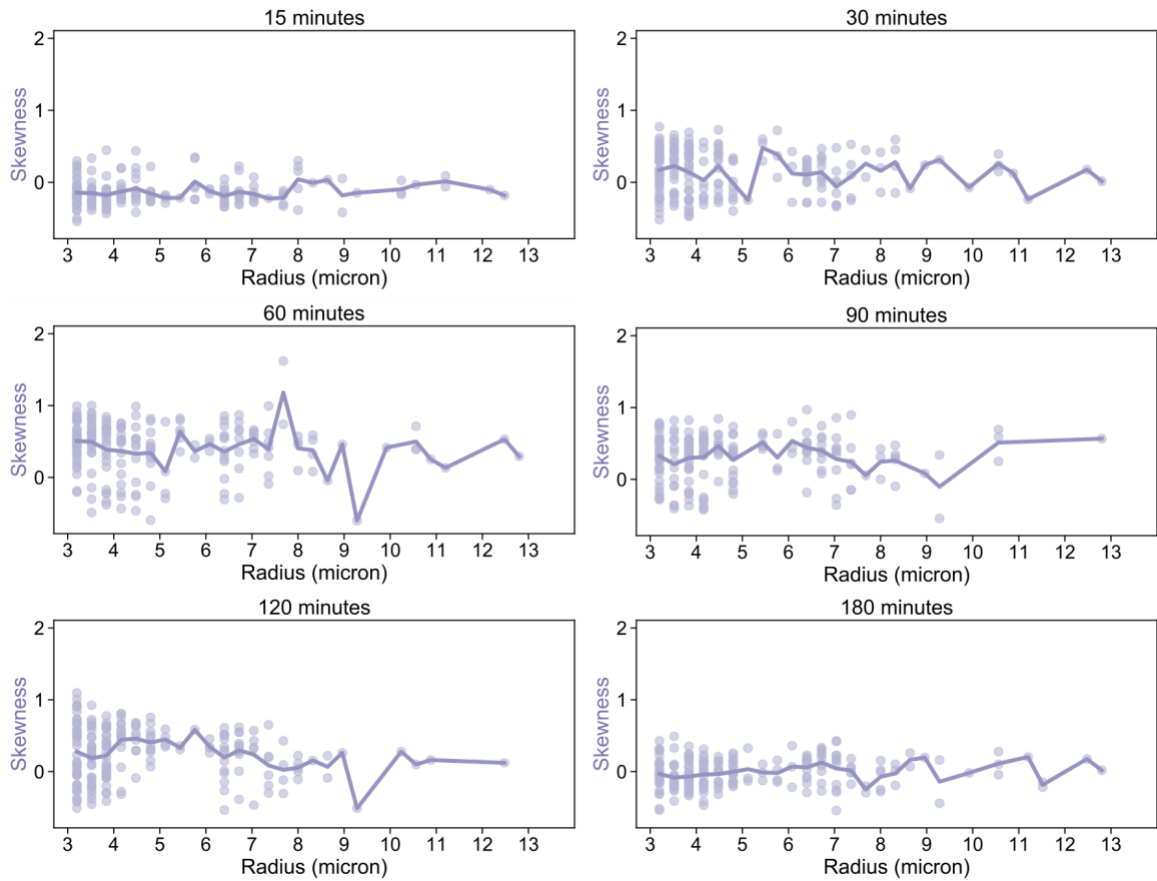 15 minutes
2
1
0
Skewness
3 4 5 6 7 8 9 10 11 12 13
Radius (micron)
30 minutes
2
1
0
Skewness
3 4 5 6 7 8 9 10 11 12 13
Radius (micron)
60 minutes
2
1
0
Skewness
3 4 5 6 7 8 9 10 11 12 13
Radius (micron)
90 minutes
2
1
0
Skewness
3 4 5 6 7 8 9 10 11 12 13
Radius (micron)
120 minutes
2
1
0
Skewness
3 4 5 6 7 8 9 10 11 12 13
Radius (micron)
180 minutes
2
1
0
Skewness
3 4 5 6 7 8 9 10 11 12 13
Radius (micron)